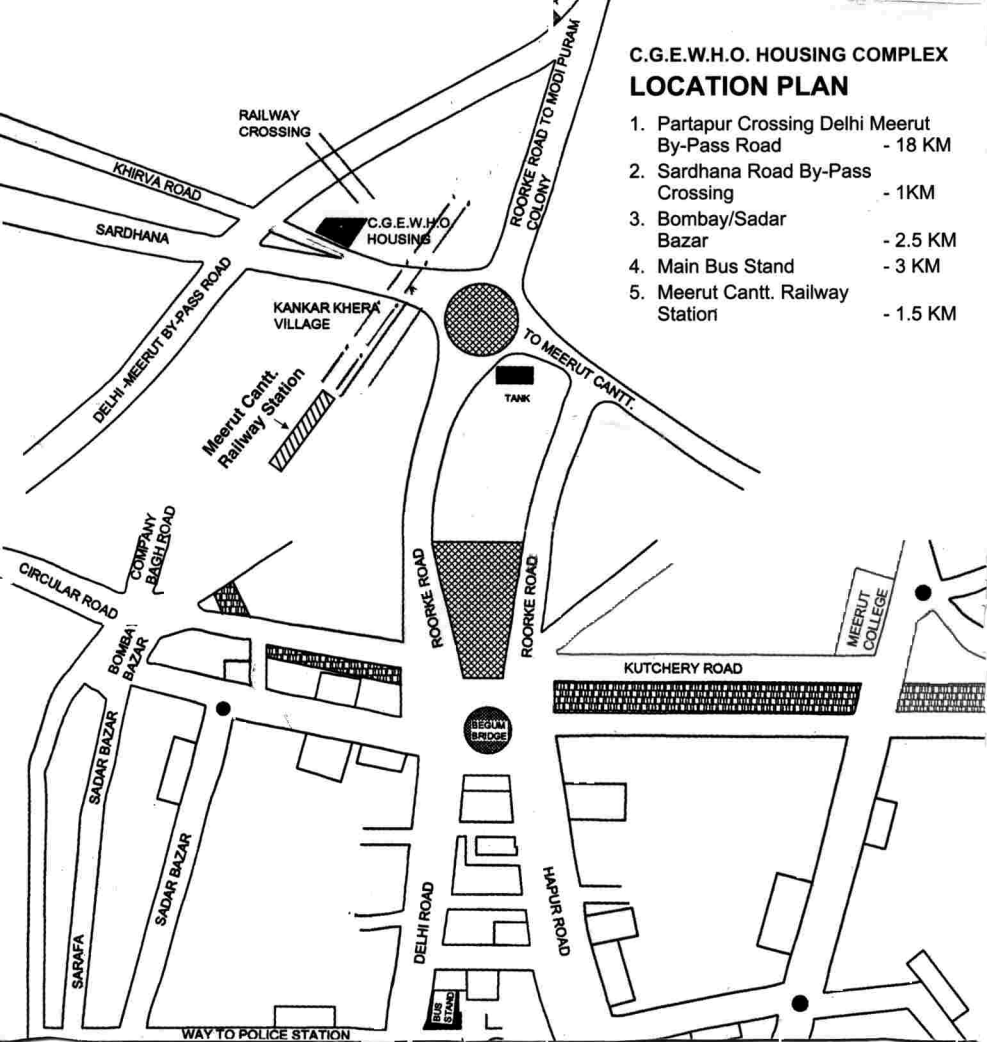 C.G.E.W.H.O. HOUSING COMPLEX
LOCATION PLAN
1. Partapur Crossing Delhi Meerut
By-Pass Road - 18 KM
2. Sardhana Road By-Pass
Crossing - 1KM
3. Bombay/Sadar
Bazar - 2.5 KM
4. Main Bus Stand - 3 KM
5. Meerut Cantt. Railway
Station - 1.5 KM
ROORKE ROAD TO MODI PURAM
COLONY
RAILWAY
CROSSING
KHIRVA ROAD
SARDHANA
C.G.E.W.H.O.
HOUSING
DELHI-MEERUT BY-PASS ROAD
KANKAR KHERA
VILLAGE
TO MEERUT CANTT.
TANK
Meerut Cantt.
Railway Station
COMPANY
BAGH ROAD
CIRCULAR ROAD
ROORKE ROAD
ROORKE ROAD
MEERUT
COLLEGE
BOMBA
BAZAR
KUTCHERY ROAD
BEGUM
BRIDGE
SADAR BAZAR
SADAR BAZAR
SARAFA
DELHI ROAD
HAPUR ROAD
BUS
STAND
WAY TO POLICE STATION